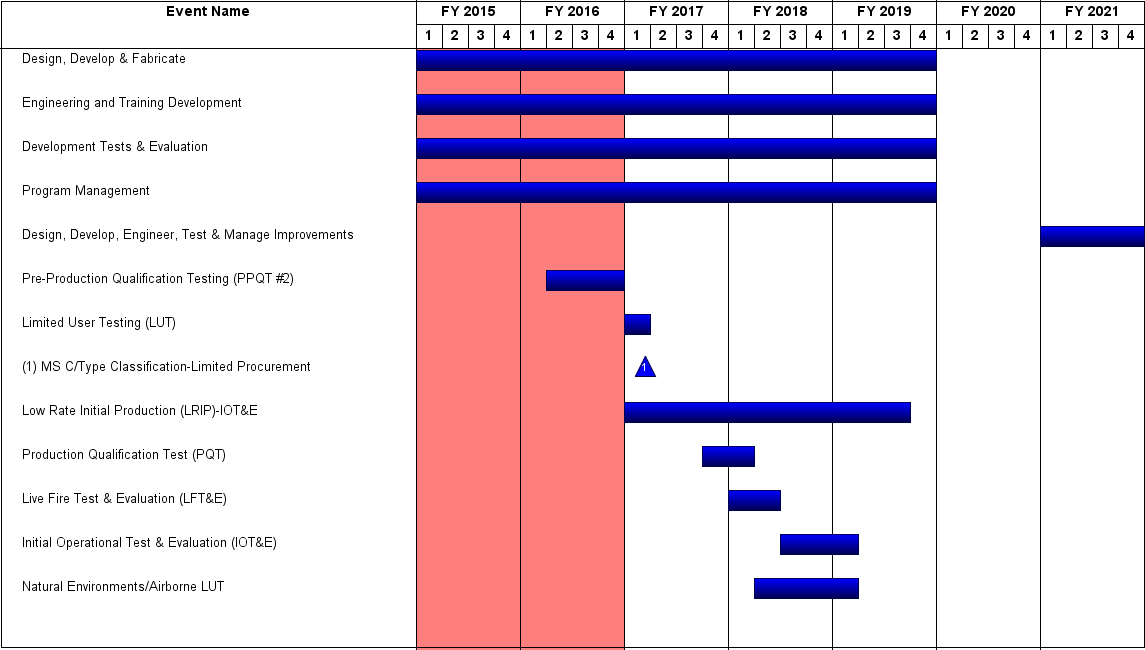 Event Name FY 2015 FY 2016 FY 2017 FY 2018 FY 2019 FY 2020 FY 2021
1 2 3 4 1 2 3 4 1 2 3 4 1 2 3 4 1 2 3 4 1 2 3 4 1 2 3 4
Design, Develop & Fabricate
Engineering and Training Development
Development Tests & Evaluation
Program Management
Design, Develop, Engineer, Test & Manage Improvements
Pre-Production Qualification Testing (PPQT #2)
Limited User Testing (LUT)
(1) MS C/Type Classification-Limited Procurement 1
Low Rate Initial Production (LRIP)-IOT&E
Production Qualification Test (PQT)
Live Fire Test & Evaluation (LFT&E)
Initial Operational Test & Evaluation (IOT&E)
Natural Environments/Airborne LUT